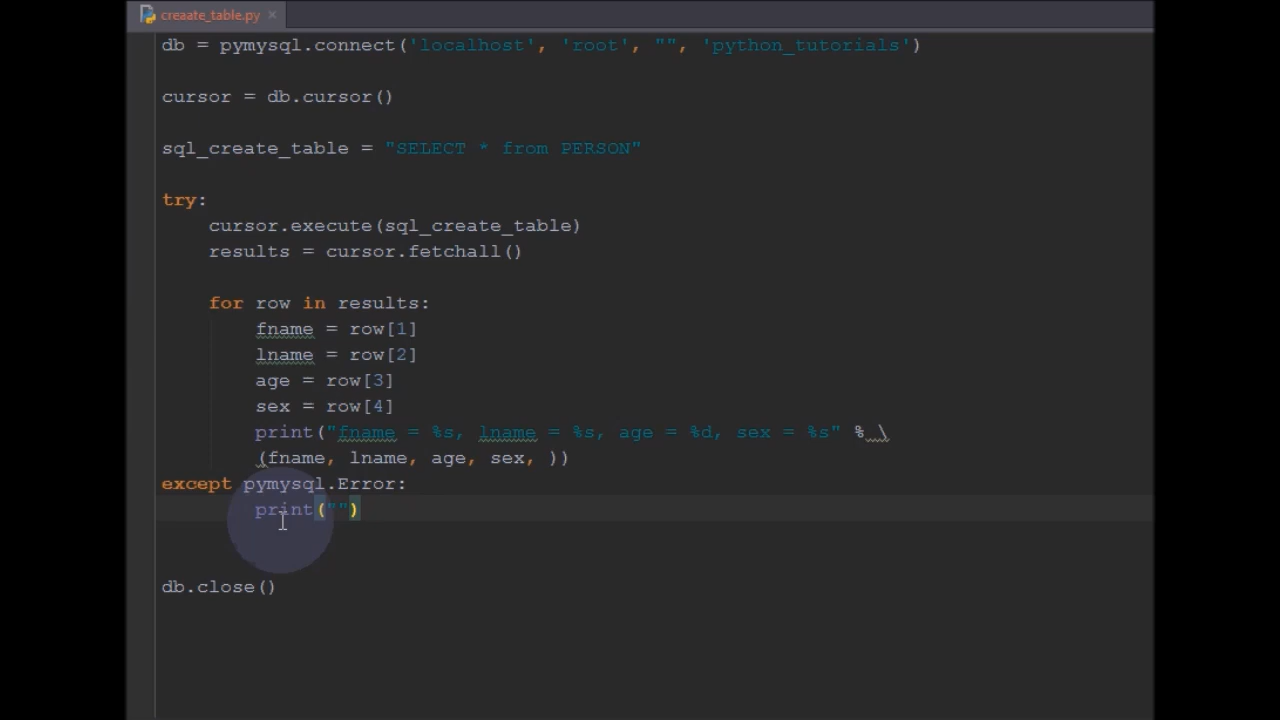 creaate_table.py ×
db = pymysql.connect('localhost', 'root', "", 'python_tutorials')
cursor = db.cursor()
sql_create_table = "SELECT * from PERSON"
try:
    cursor.execute(sql_create_table)
    results = cursor.fetchall()
    for row in results:
        fname = row[1]
        lname = row[2]
        age = row[3]
        sex = row[4]
        print("fname = %s, lname = %s, age = %d, sex = %s" % \
        (fname, lname, age, sex, ))
except pymysql.Error:
        print("")
db.close()